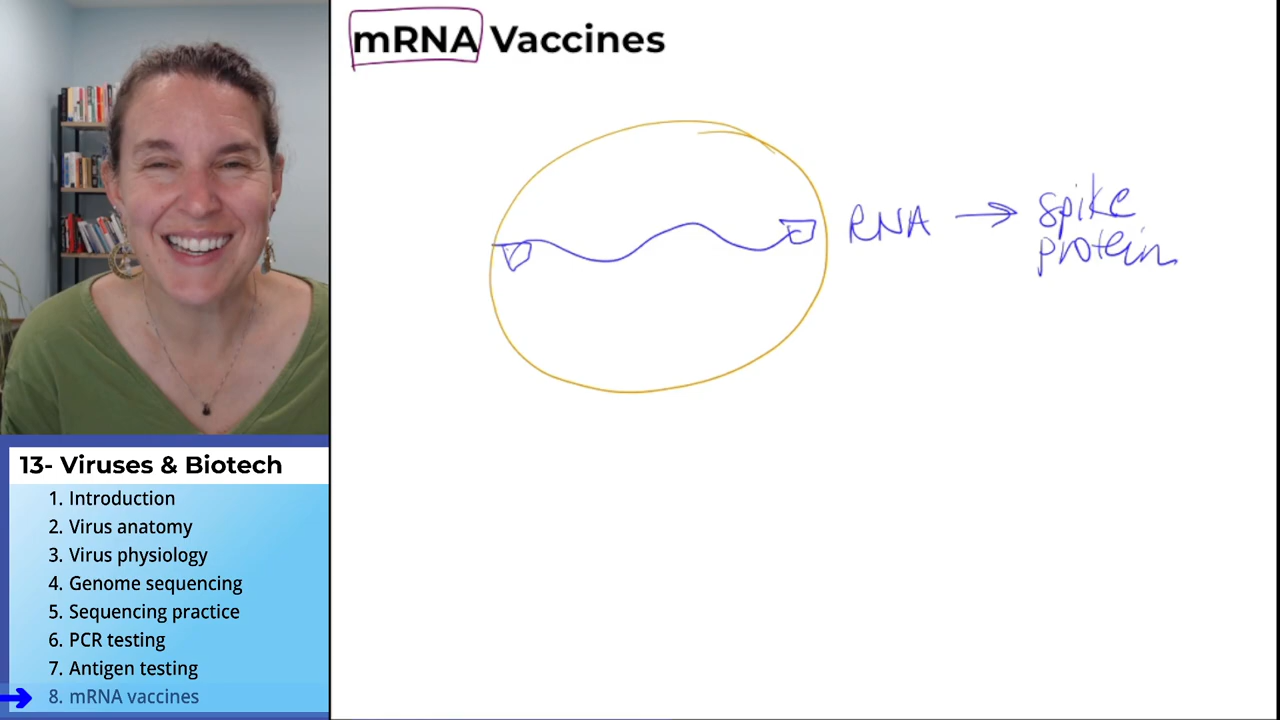 mRNA Vaccines
RNA → spike
protein
13- Viruses & Biotech
1. Introduction
2. Virus anatomy
3. Virus physiology
4. Genome sequencing
5. Sequencing practice
6. PCR testing
7. Antigen testing
8. mRNA vaccines